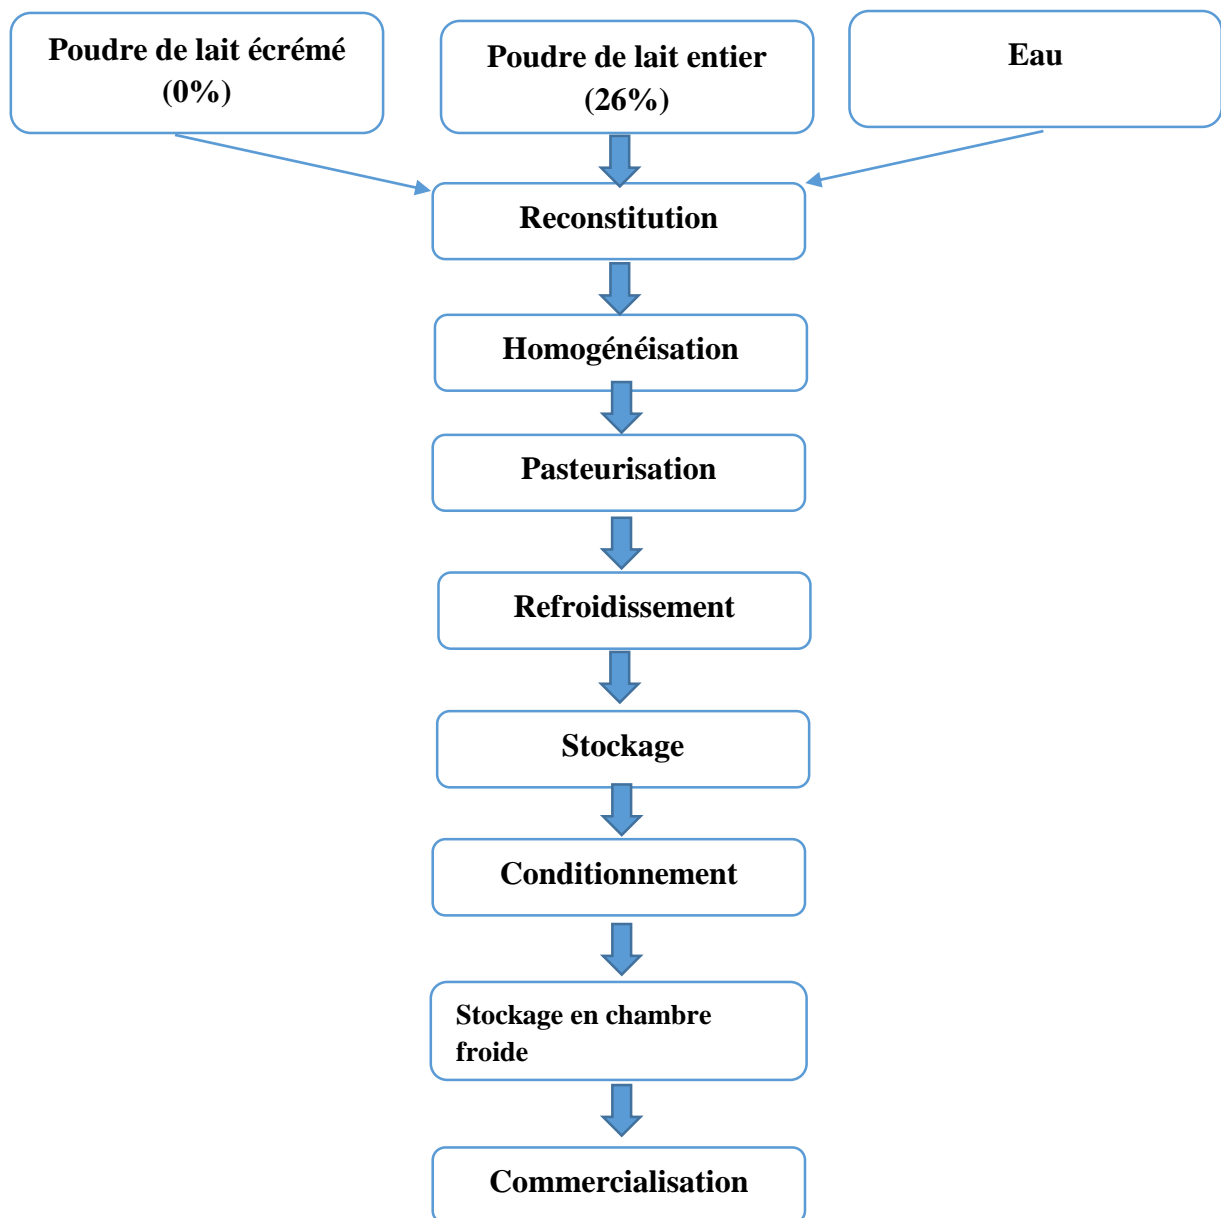 Poudre de lait écrémé
(0%)
Poudre de lait entier
(26%)
Eau
Reconstitution
Homogénéisation
Pasteurisation
Refroidissement
Stockage
Conditionnement
Stockage en chambre
froide
Commercialisation